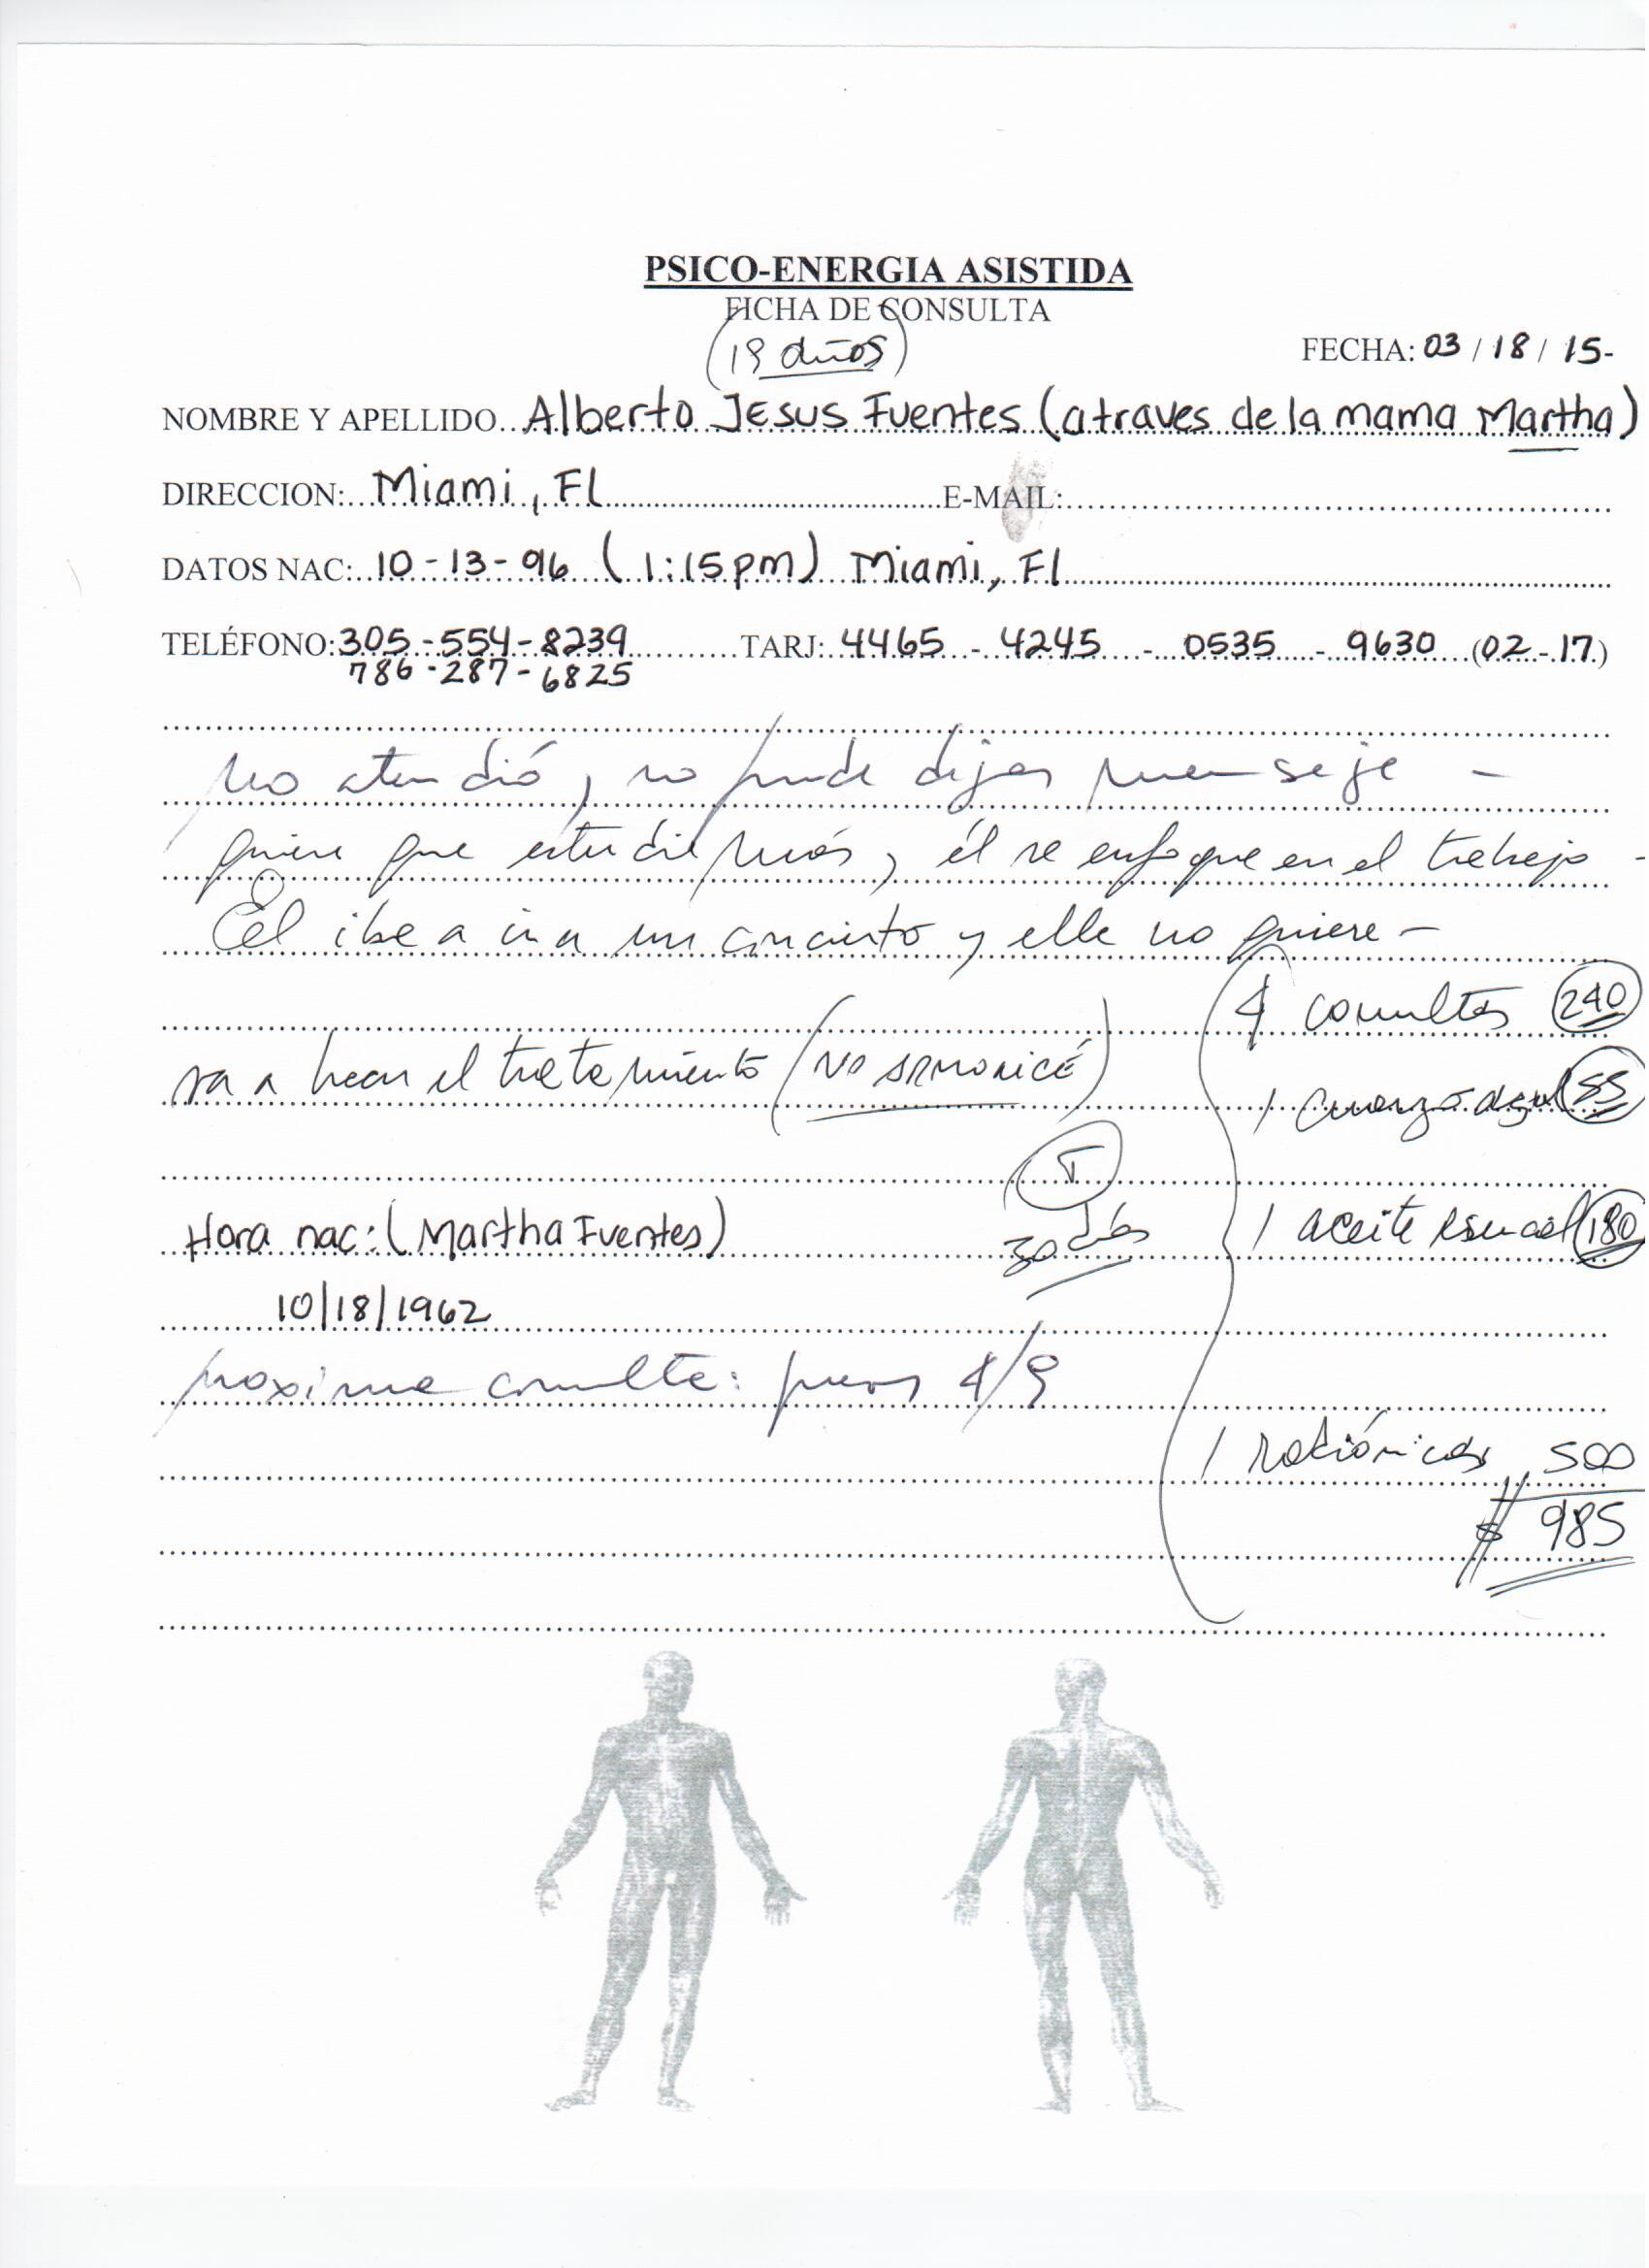 PSICO-ENERGIA ASISTIDA
FICHA DE CONSULTA
(19 años)
FECHA: 03 / 18 / 15-
NOMBRE Y APELLIDO Alberto Jesus Fuentes (a traves de la mama Martha)
DIRECCION: Miami, Fl E-MAIL:
DATOS NAC: 10-13-96 (1:15pm) Miami, Fl
TELÉFONO: 305-554-8239 TARJ: 4465 - 4245 - 0535 - 9630 (02-17)
786-287-6825
No atendió, no pude dejar mensaje -
quiere que estudie más, él se enfoque en el trabajo -
Él iba a ir a un concierto y ella no quiere -
4 consultas 240
va a hacer el tratamiento (NO ARMONICÉ)
1 cuarzo azul
1 aceite esencial 180
30 días
Hora nac: (Martha Fuentes)
10/18/1962
proxima consulta: jueves 4/9
1 radiónicas 500
$ 985